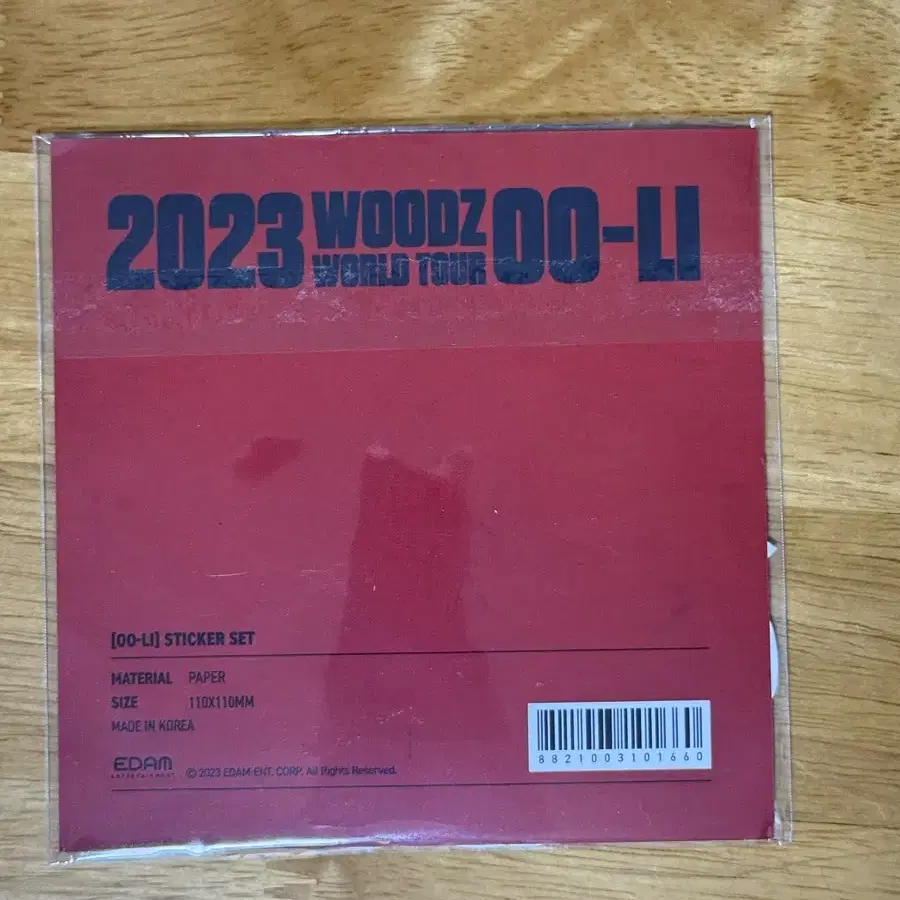 2023 WOODZ WORLD TOUR OO-LI
[OO-LI] STICKER SET
MATERIAL PAPER
SIZE 110X110MM
MADE IN KOREA
EDAM
ENTERTAINMENT
© 2023 EDAM ENT. CORP. All Rights Reserved.
8821003101660